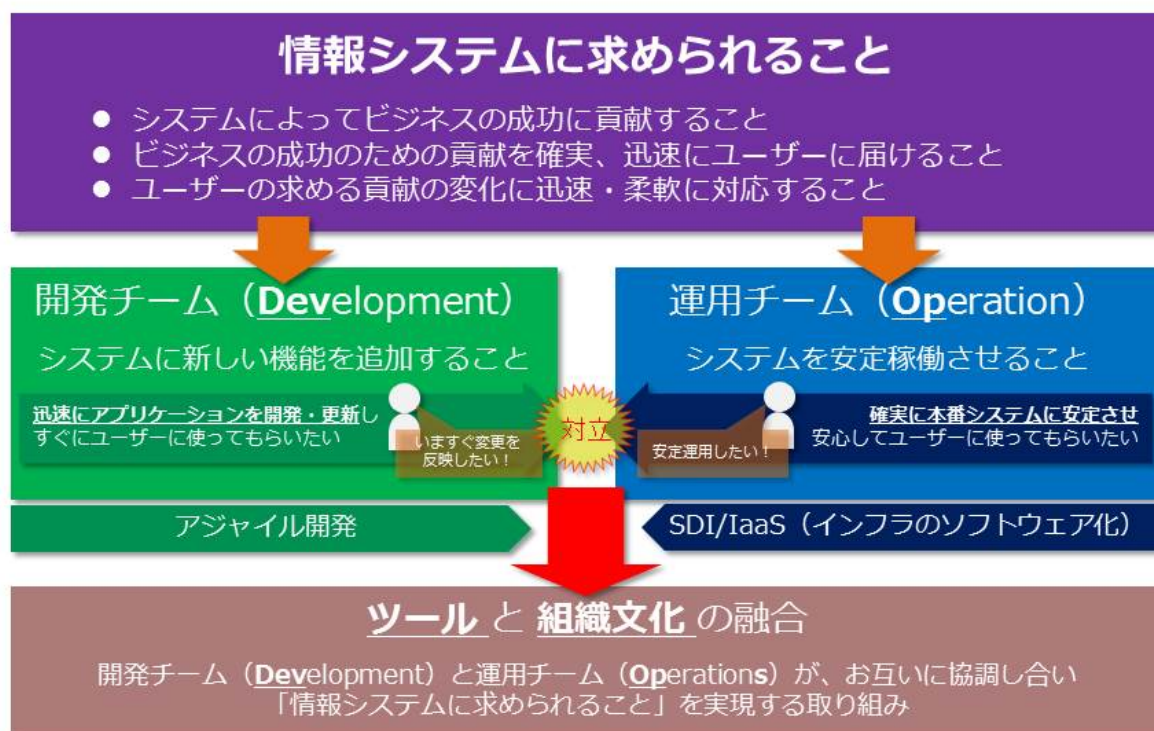 情報システムに求められること
● システムによってビジネスの成功に貢献すること
● ビジネスの成功のための貢献を確実、迅速にユーザーに届けること
● ユーザーの求める貢献の変化に迅速・柔軟に対応すること
開発チーム（Development）
システムに新しい機能を追加すること
迅速にアプリケーションを開発・更新し
すぐにユーザーに使ってもらいたい
いますぐ変更を
反映したい！
対立
運用チーム（Operation）
システムを安定稼働させること
確実に本番システムに安定させ
安心してユーザーに使ってもらいたい
安定運用したい！
アジャイル開発
SDI/IaaS（インフラのソフトウェア化）
ツール と 組織文化 の融合
開発チーム（Development）と運用チーム（Operations）が、お互いに協調し合い
「情報システムに求められること」を実現する取り組み